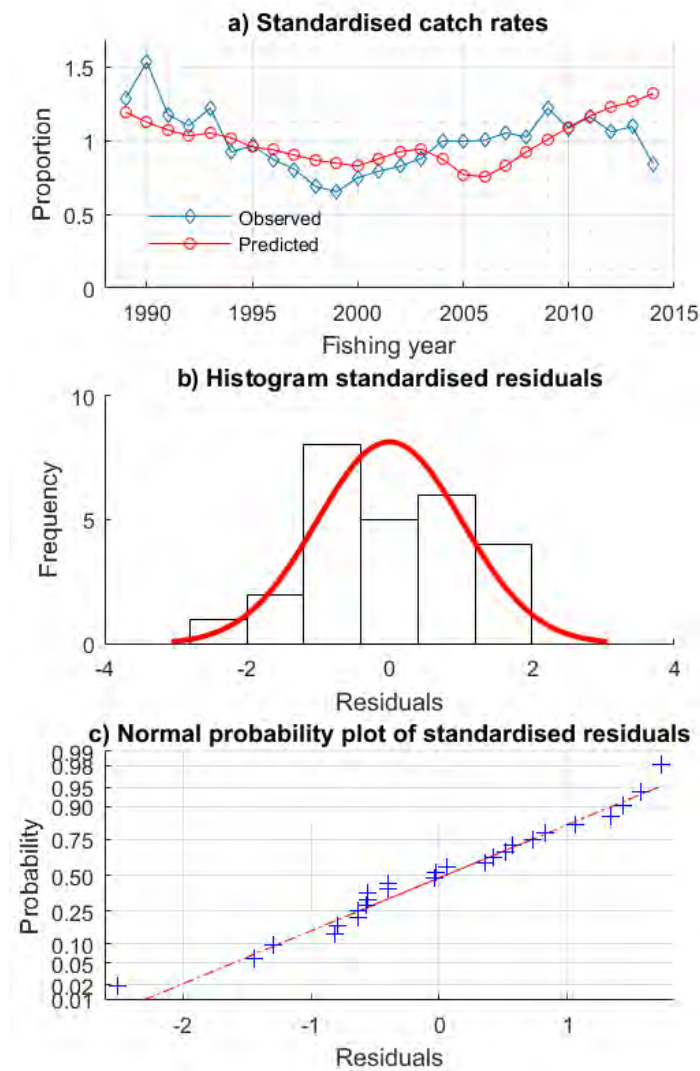 a) Standardised catch rates
1.5
1
0.5
0
Proportion
Observed
Predicted
1990 1995 2000 2005 2010 2015
Fishing year
b) Histogram standardised residuals
10
5
0
Frequency
-4 -2 0 2 4
Residuals
c) Normal probability plot of standardised residuals
0.99
0.98
0.95
0.90
0.75
0.50
0.25
0.10
0.05
0.02
0.01
Probability
-2 -1 0 1
Residuals